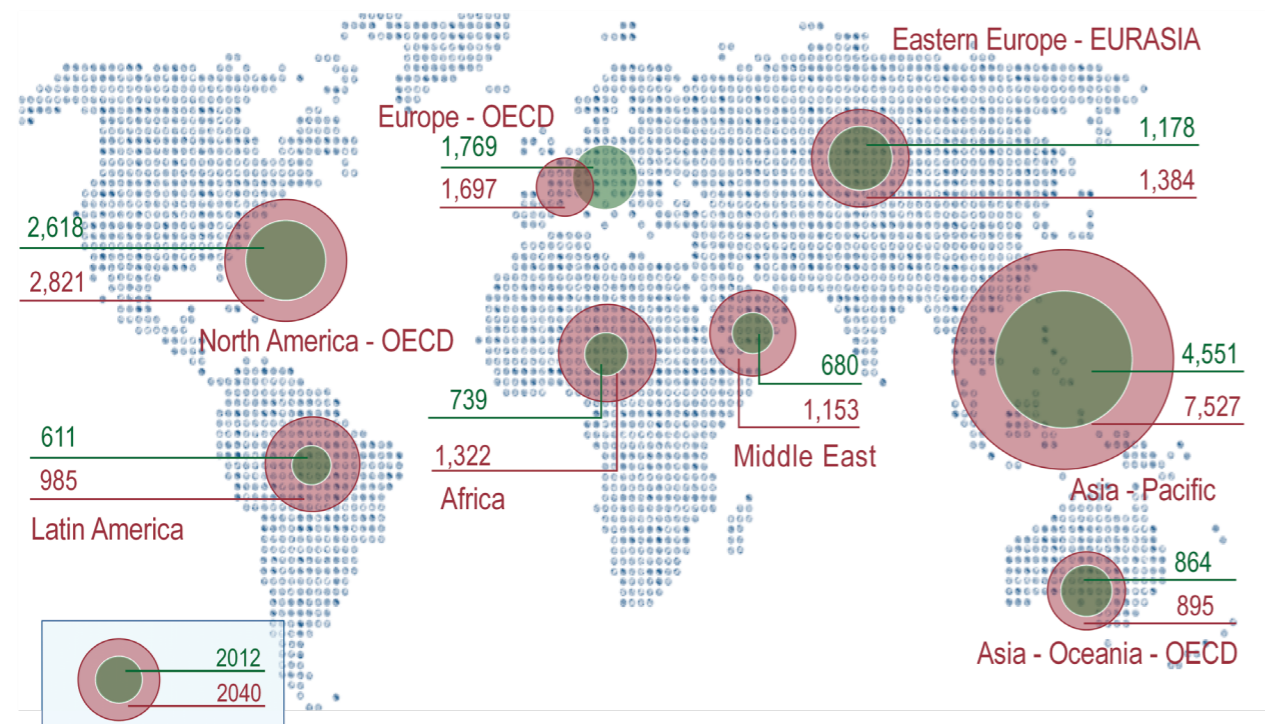 Eastern Europe - EURASIA
1,178
1,384
Europe - OECD
1,769
1,697
2,618
2,821
North America - OECD
680
1,153
Middle East
4,551
7,527
Asia - Pacific
739
1,322
Africa
611
985
Latin America
864
895
Asia - Oceania - OECD
2012
2040